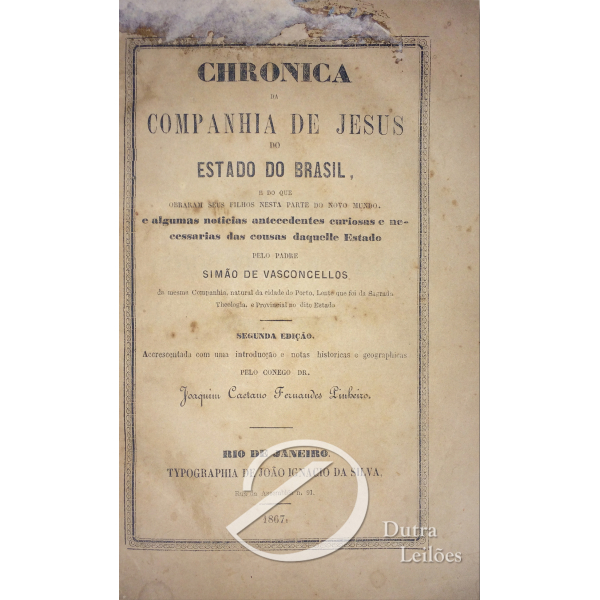 CHRONICA
DA
COMPANHIA DE JESUS
DO
ESTADO DO BRASIL,
E DO QUE
OBRARAM SEUS FILHOS NESTA PARTE DO NOVO MUNDO.
e algumas noticias antecedentes curiosas e ne-
cessarias das cousas daquelle Estado
PELO PADRE
SIMÃO DE VASCONCELLOS
da mesma Companhia, natural da cidade do Porto, Lente que foi da Sagrada
Theologia, e Provincial no dito Estado
SEGUNDA EDIÇÃO.
Accrescentada com uma introducção e notas historicas e geographicas
PELO CONEGO DR.
Joaquim Caetano Fernandes Pinheiro.
RIO DE JANEIRO.
TYPOGRAPHIA DE JOÃO IGNACIO DA SILVA.
Rua da n. 91
1867.
Dutra
Leilões